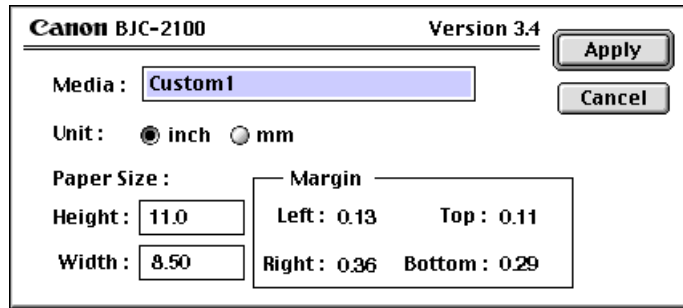 Canon BJC-2100 Version 3.4
Apply
Media : Custom1
Cancel
Unit : inch mm
Paper Size : Margin
Height : 11.0 Left : 0.13 Top : 0.11
Width : 8.50 Right : 0.36 Bottom : 0.29